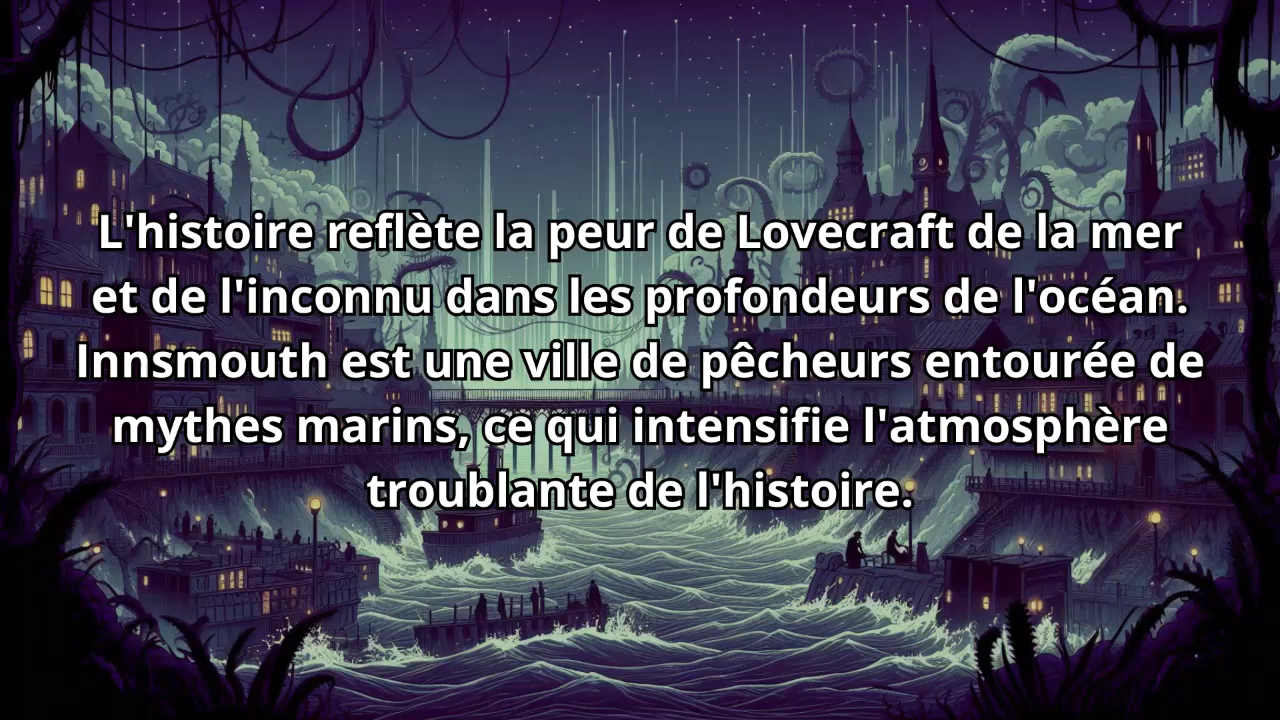 L'histoire reflète la peur de Lovecraft de la mer
et de l'inconnu dans les profondeurs de l'océan.
Innsmouth est une ville de pêcheurs entourée de
mythes marins, ce qui intensifie l'atmosphère
troublante de l'histoire.